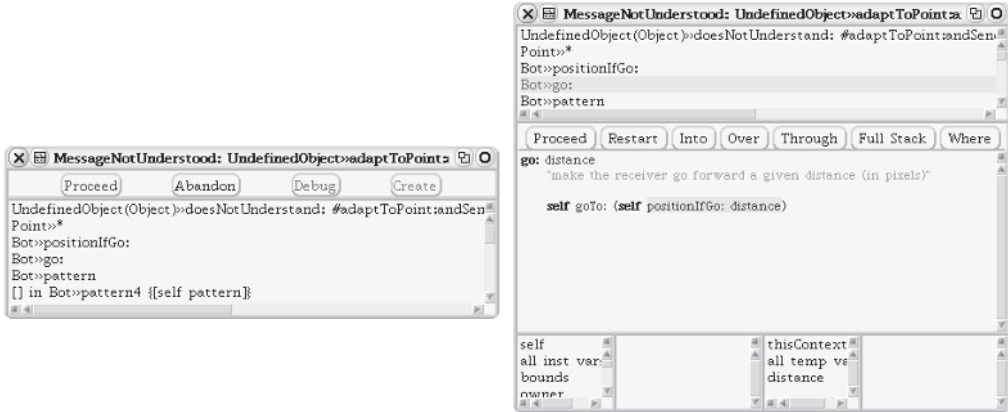 MessageNotUnderstood: UndefinedObject»adaptToPoint:
Proceed Abandon Debug Create
UndefinedObject(Object)»doesNotUnderstand: #adaptToPoint:andSen
Point»*
Bot»positionIfGo:
Bot»go:
Bot»pattern
[] in Bot»pattern4 {[self pattern]}
MessageNotUnderstood: UndefinedObject»adaptToPoint:a
UndefinedObject(Object)»doesNotUnderstand: #adaptToPoint:andSen
Point»*
Bot»positionIfGo:
Bot»go:
Bot»pattern
Proceed Restart Into Over Through Full Stack Where
go: distance
"make the receiver go forward a given distance (in pixels)"
self goTo: (self positionIfGo: distance)
self
all inst vars
bounds
owner
thisContext
all temp va
distance